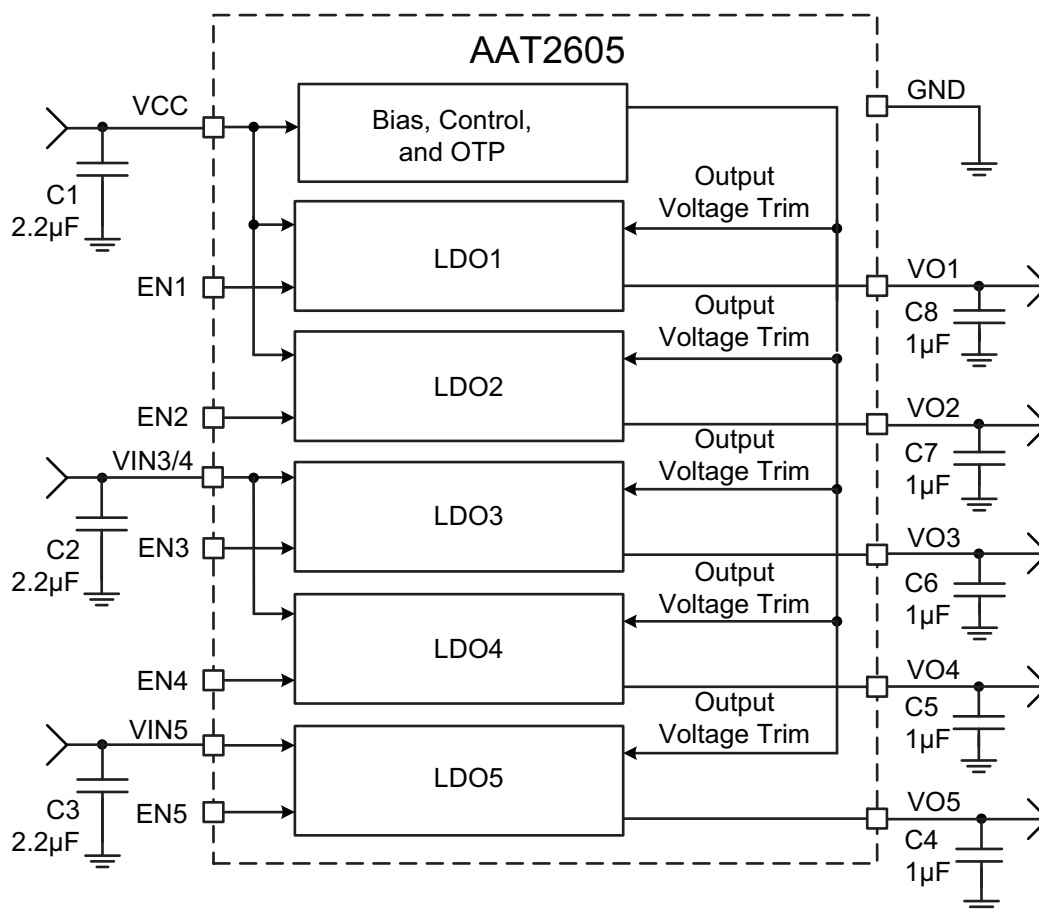 AAT2605
VCC
GND
Bias, Control,
and OTP
C1
2.2µF
Output
Voltage Trim
LDO1
EN1
VO1
C8
1µF
Output
Voltage Trim
LDO2
EN2
VO2
C7
1µF
VIN3/4
Output
Voltage Trim
LDO3
C2
2.2µF
EN3
VO3
C6
1µF
Output
Voltage Trim
LDO4
EN4
VO4
C5
1µF
VIN5
Output
Voltage Trim
LDO5
C3
2.2µF
EN5
VO5
C4
1µF